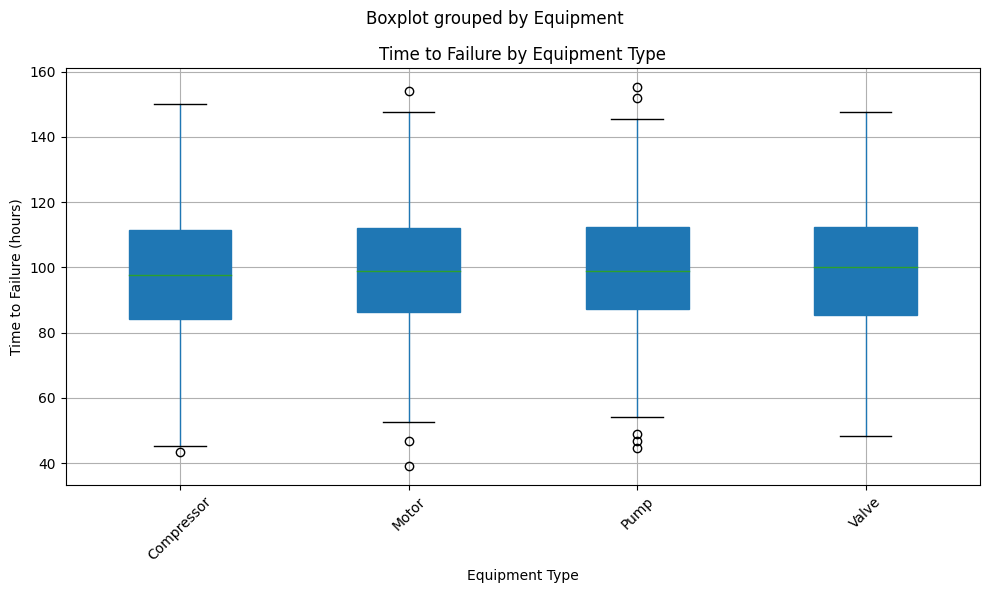 Boxplot grouped by Equipment
Time to Failure by Equipment Type
Time to Failure (hours)
160
140
120
100
80
60
40
Compressor
Motor
Pump
Valve
Equipment Type